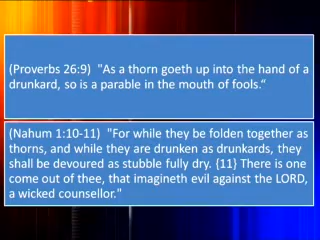 (Proverbs 26:9)  "As a thorn goeth up into the hand of a
drunkard, so is a parable in the mouth of fools.“
(Nahum 1:10-11)  "For while they be folden together as
thorns, and while they are drunken as drunkards, they
shall be devoured as stubble fully dry. {11} There is one
come out of thee, that imagineth evil against the LORD,
a wicked counsellor."